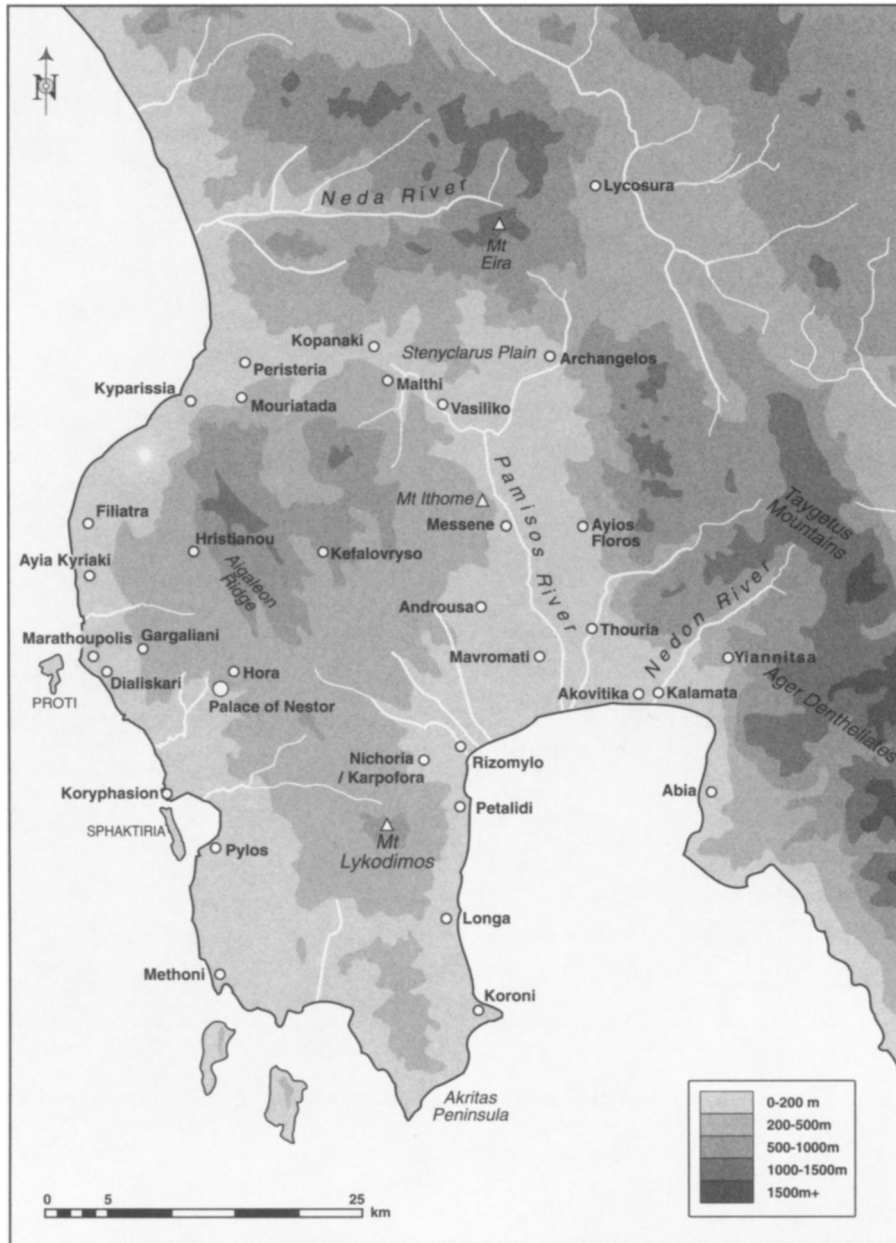 N
Neda River
Lycosura
Mt
Eira
Kopanaki
Stenyclarus Plain
Archangelos
Peristeria
Malthi
Kyparissia
Mouriatada
Vasiliko
Pamisos River
Mt Ithome
Taygetus
Mountains
Filiatra
Messene
Ayios
Floros
Hristianou
Kefalovryso
Aigaleon
Ridge
Ayia Kyriaki
Nedon River
Androusa
Thouria
Marathoupolis
Gargaliani
Mavromati
Yiannitsa
Hora
Dialiskari
PROTI
Palace of Nestor
Akovitika
Kalamata
Ager Dentheliates
Nichoria
/ Karpofora
Rizomylo
Koryphasion
Abia
Petalidi
SPHAKTIRIA
Pylos
Mt
Lykodimos
Longa
Methoni
Koroni
Akritas
Peninsula
0-200 m
200-500m
500-1000m
1000-1500m
1500m+
0 5 25
km